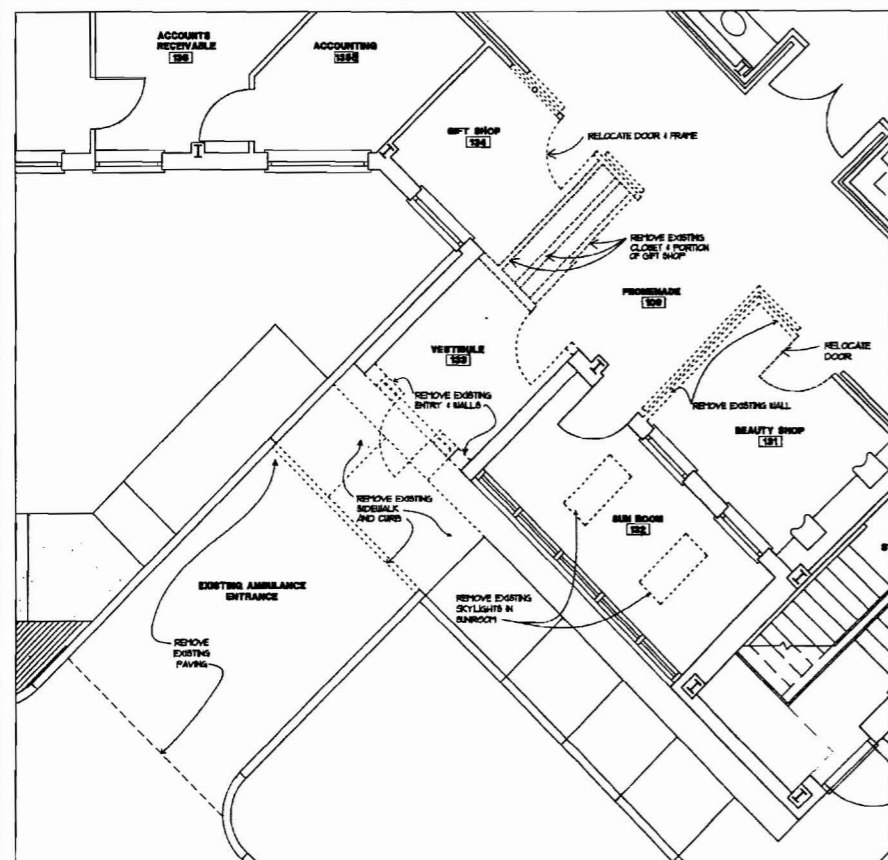 ACCOUNTS
RECEIVABLE
136
ACCOUNTING
GIFT SHOP
134
RELOCATE DOOR & FRAME
REMOVE EXISTING
CLOSET & PORTION
OF GIFT SHOP
PROMENADE
100
VESTIBULE
133
RELOCATE
DOOR
REMOVE EXISTING
ENTRY & WALLS
REMOVE EXISTING WALL
BEAUTY SHOP
131
REMOVE EXISTING
SIDEWALK
AND CURB
SUN ROOM
132
EXISTING AMBULANCE
ENTRANCE
REMOVE EXISTING
SKYLIGHTS IN
SUNROOM
REMOVE
EXISTING
PAVING